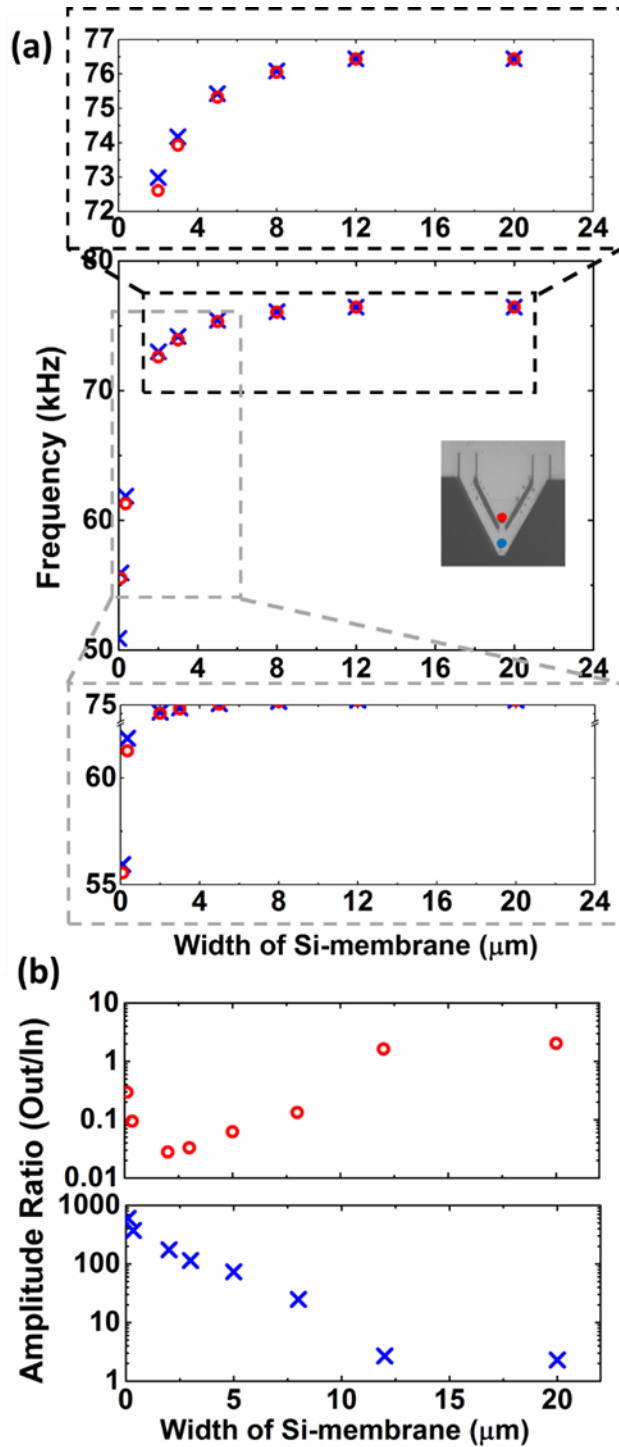 (a)
77
76
75
74
73
72
0 4 8 12 16 20 24
80
70
60
50
Frequency (kHz)
0 4 8 12 16 20 24
75
60
55
0 4 8 12 16 20 24
Width of Si-membrane (μm)
(b)
10
1
0.1
0.01
1000
100
10
1
Amplitude Ratio (Out/In)
0 5 10 15 20
Width of Si-membrane (μm)